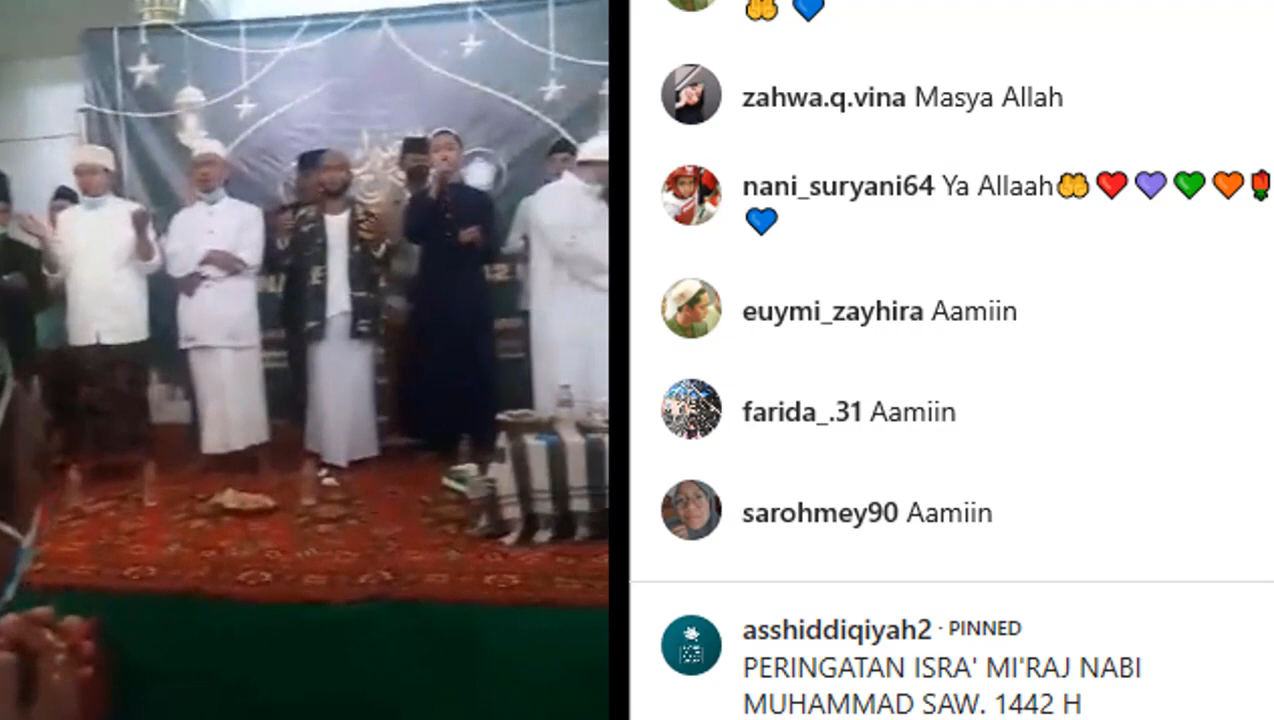 zahwa.q.vina Masya Allah
nani_suryani64 Ya Allaah🤲❤️💜💚🧡🌹
💙
euymi_zayhira Aamiin
farida_.31 Aamiin
sarohmey90 Aamiin
asshiddiqiyah2 · PINNED
PERINGATAN ISRA' MI'RAJ NABI
MUHAMMAD SAW. 1442 H